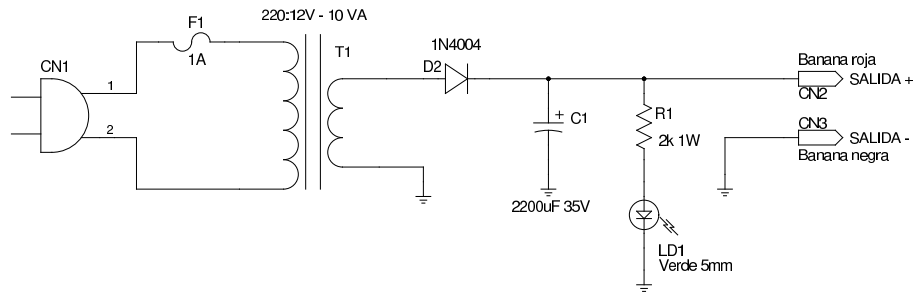 220:12V - 10 VA
F1
1A
CN1
1
2
T1
1N4004
D2
C1
+
2200uF 35V
R1
2k 1W
LD1
Verde 5mm
Banana roja
SALIDA +
CN2
CN3
SALIDA -
Banana negra